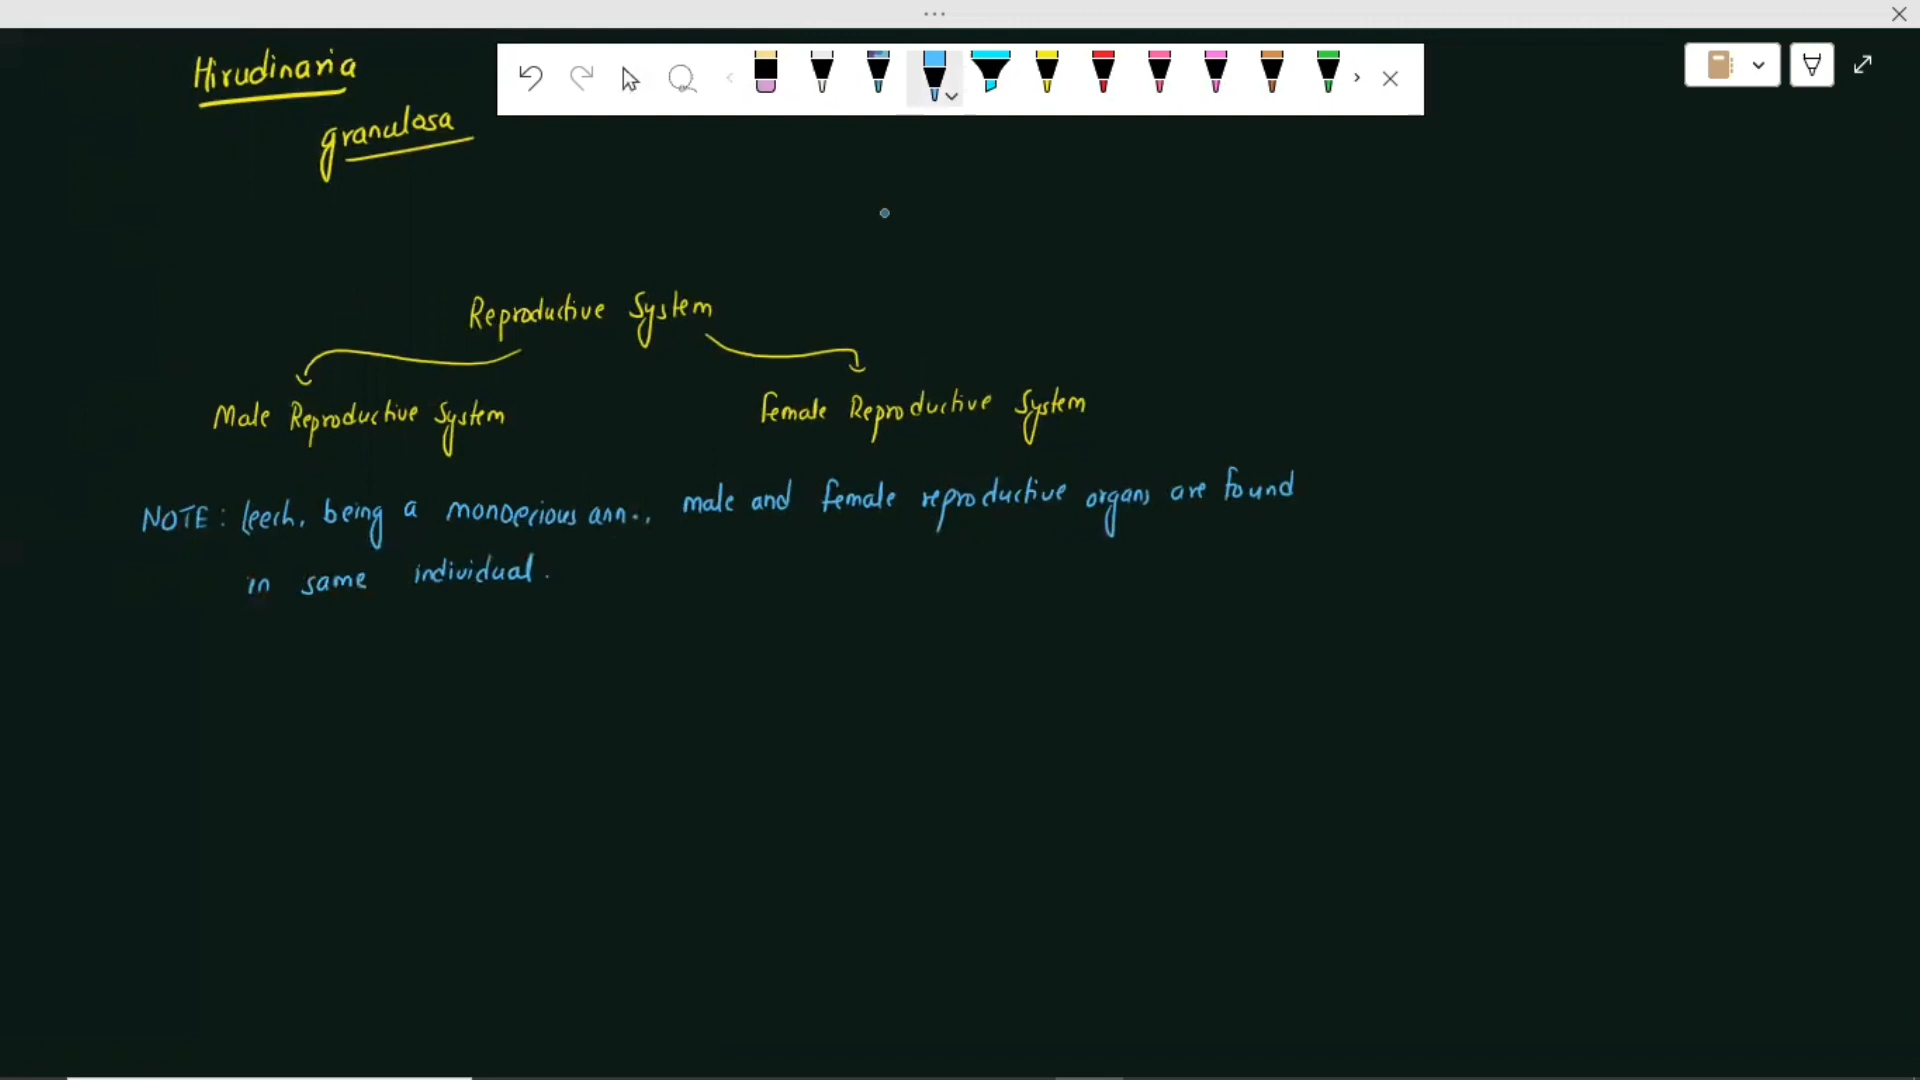 Hirudinaria
granulosa
Reproductive System
Male Reproductive System
Female Reproductive System
NOTE: Leech, being a monoecious ann.., male and female reproductive organs are found
in same individual.